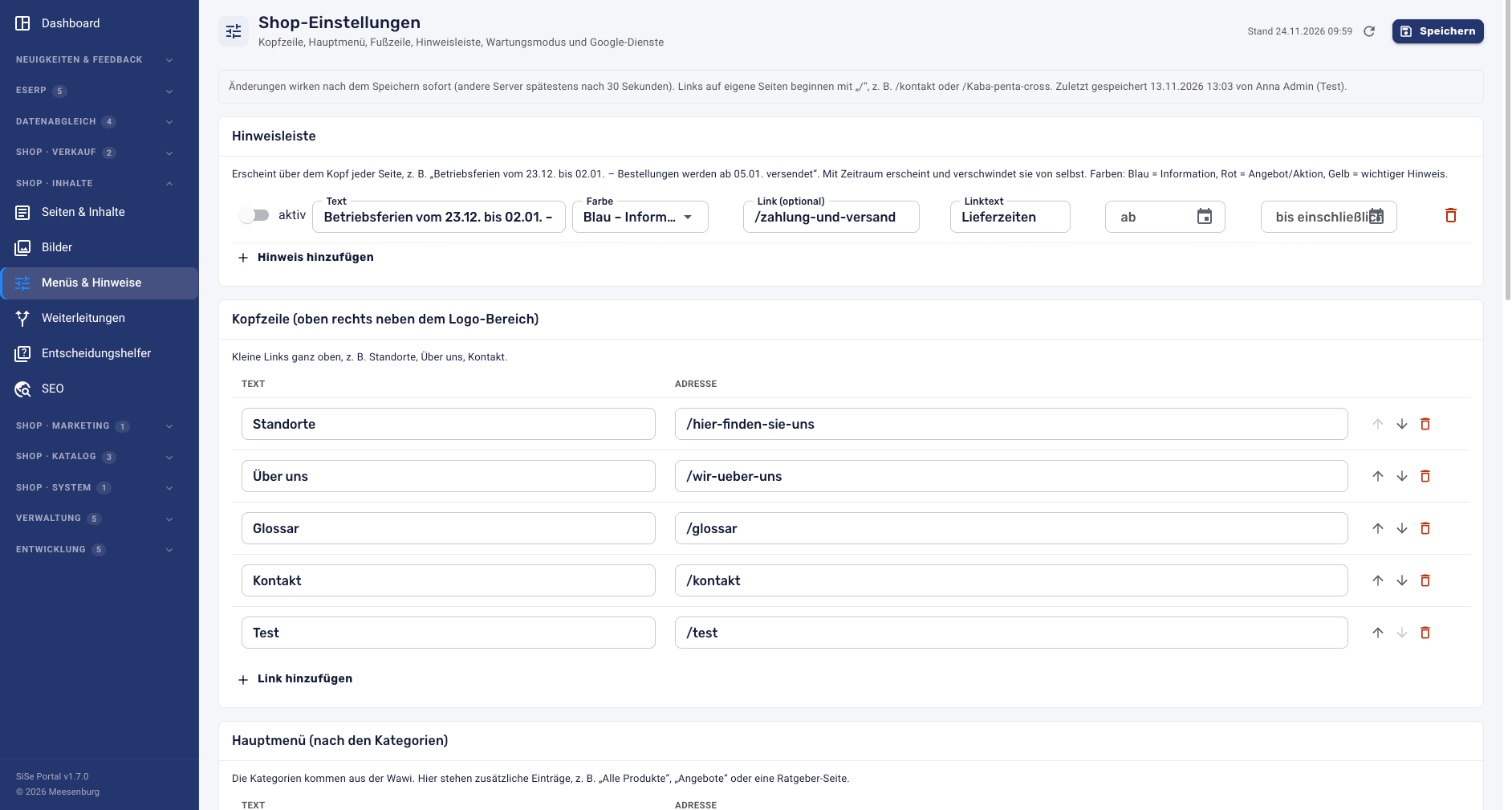 Dashboard
NEUIGKEITEN & FEEDBACK
ESERP 5
DATENABGLEICH 4
SHOP · VERKAUF 2
SHOP · INHALTE
Seiten & Inhalte
Bilder
Menüs & Hinweise
Weiterleitungen
Entscheidungshelfer
SEO
SHOP · MARKETING 1
SHOP · KATALOG 3
SHOP · SYSTEM 1
VERWALTUNG 5
ENTWICKLUNG 5
SiSe Portal v1.7.0
© 2026 Meesenburg
Shop-Einstellungen
Kopfzeile, Hauptmenü, Fußzeile, Hinweisleiste, Wartungsmodus und Google-Dienste
Stand 24.11.2026 09:59
Speichern
Änderungen wirken nach dem Speichern sofort (andere Server spätestens nach 30 Sekunden). Links auf eigene Seiten beginnen mit „/", z. B. /kontakt oder /Kaba-penta-cross. Zuletzt gespeichert 13.11.2026 13:03 von Anna Admin (Test).
Hinweisleiste
Erscheint über dem Kopf jeder Seite, z. B. „Betriebsferien vom 23.12. bis 02.01. – Bestellungen werden ab 05.01. versendet". Mit Zeitraum erscheint und verschwindet sie von selbst. Farben: Blau = Information, Rot = Angebot/Aktion, Gelb = wichtiger Hinweis.
aktiv
Text
Betriebsferien vom 23.12. bis 02.01. –
Farbe
Blau – Inform...
Link (optional)
/zahlung-und-versand
Linktext
Lieferzeiten
ab
bis einschließlich
Hinweis hinzufügen
Kopfzeile (oben rechts neben dem Logo-Bereich)
Kleine Links ganz oben, z. B. Standorte, Über uns, Kontakt.
TEXT ADRESSE
Standorte /hier-finden-sie-uns
Über uns /wir-ueber-uns
Glossar /glossar
Kontakt /kontakt
Test /test
Link hinzufügen
Hauptmenü (nach den Kategorien)
Die Kategorien kommen aus der Wawi. Hier stehen zusätzliche Einträge, z. B. „Alle Produkte", „Angebote" oder eine Ratgeber-Seite.
TEXT ADRESSE